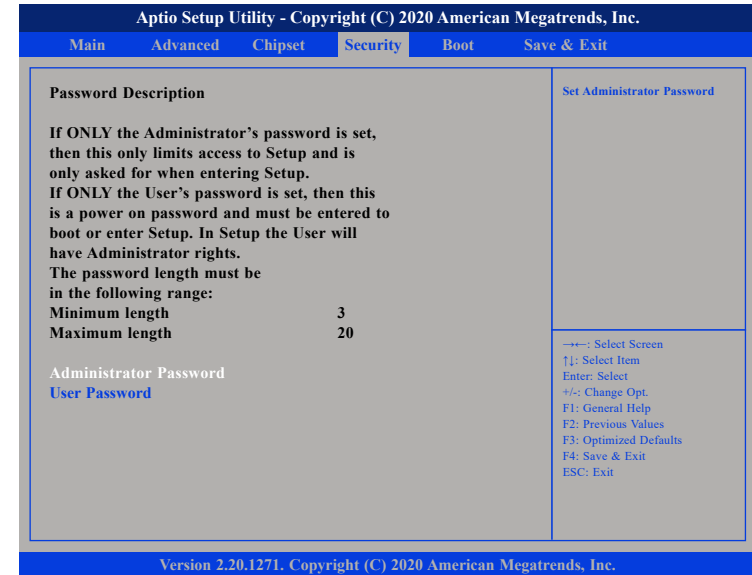 Aptio Setup Utility - Copyright (C) 2020 American Megatrends, Inc.
Main Advanced Chipset Security Boot Save & Exit
Password Description
If ONLY the Administrator's password is set,
then this only limits access to Setup and is
only asked for when entering Setup.
If ONLY the User's password is set, then this
is a power on password and must be entered to
boot or enter Setup. In Setup the User will
have Administrator rights.
The password length must be
in the following range:
Minimum length 3
Maximum length 20
Administrator Password
User Password
Set Administrator Password
→←: Select Screen
↑↓: Select Item
Enter: Select
+/-: Change Opt.
F1: General Help
F2: Previous Values
F3: Optimized Defaults
F4: Save & Exit
ESC: Exit
Version 2.20.1271. Copyright (C) 2020 American Megatrends, Inc.